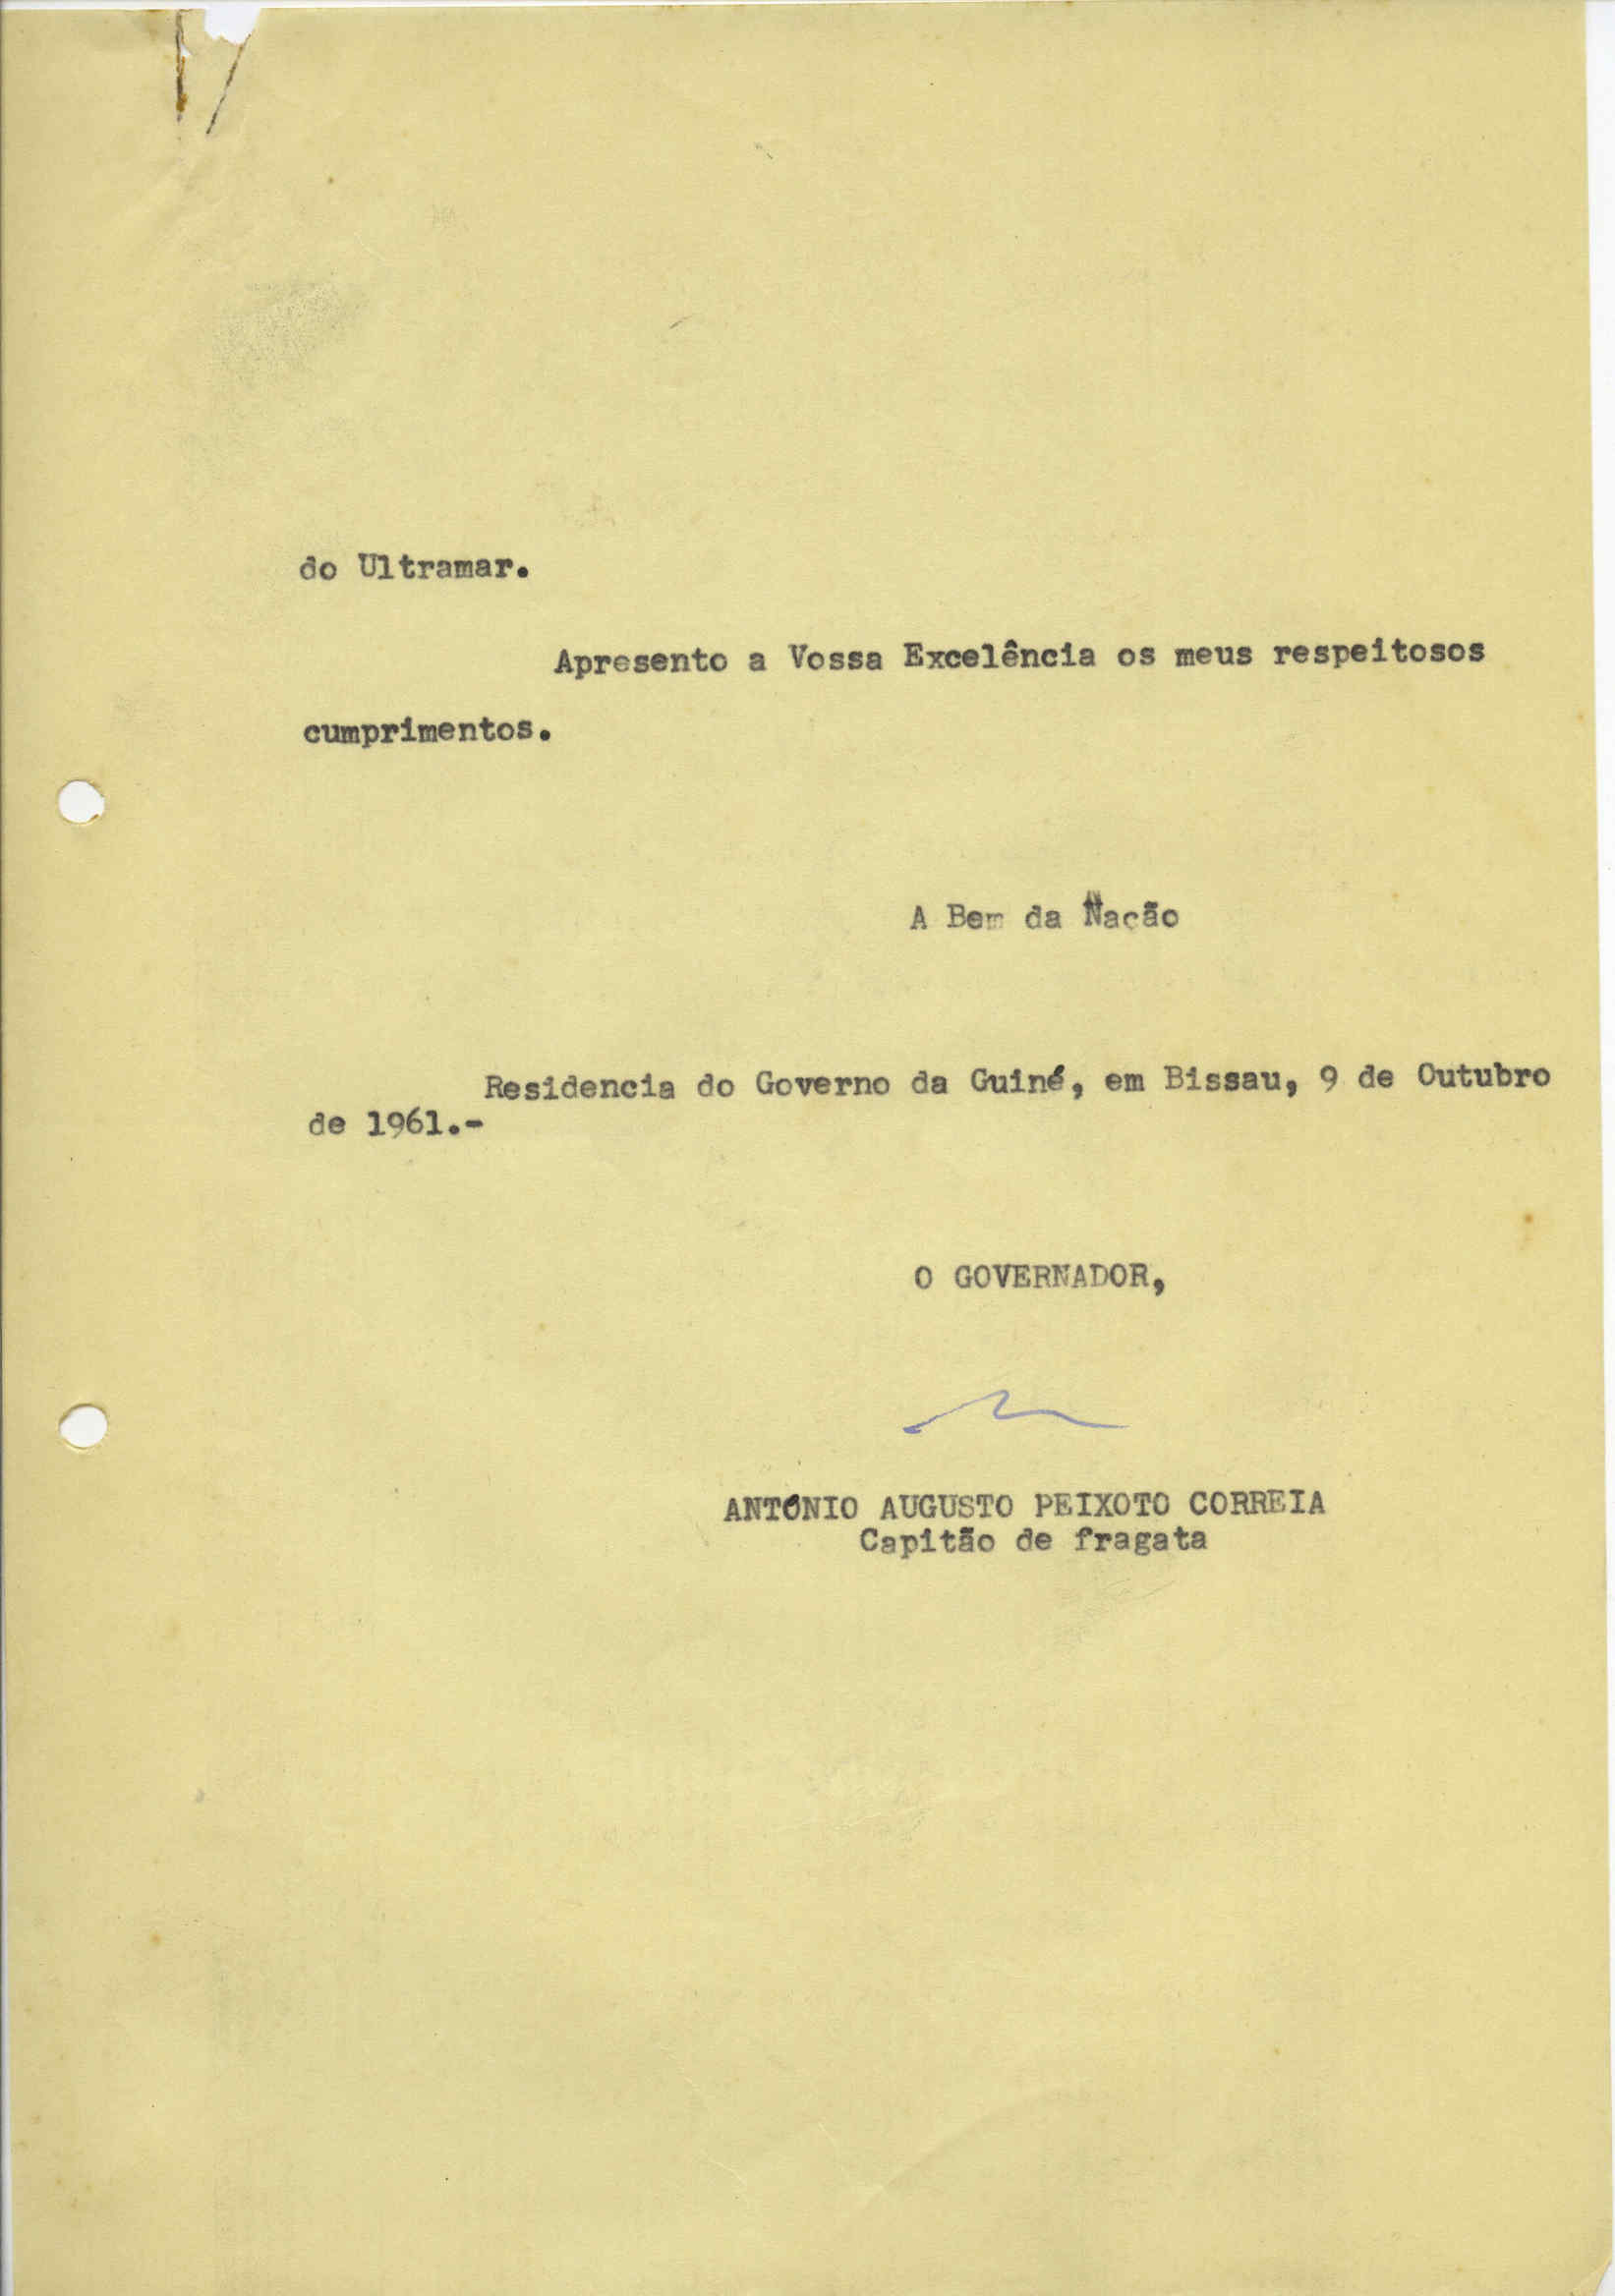 do Ultramar.
Apresento a Vossa Excelência os meus respeitosos
cumprimentos.
A Bem da Nação
Residencia do Governo da Guiné, em Bissau, 9 de Outubro
de 1961.-
O GOVERNADOR,
ANTÓNIO AUGUSTO PEIXOTO CORREIA
Capitão de fragata